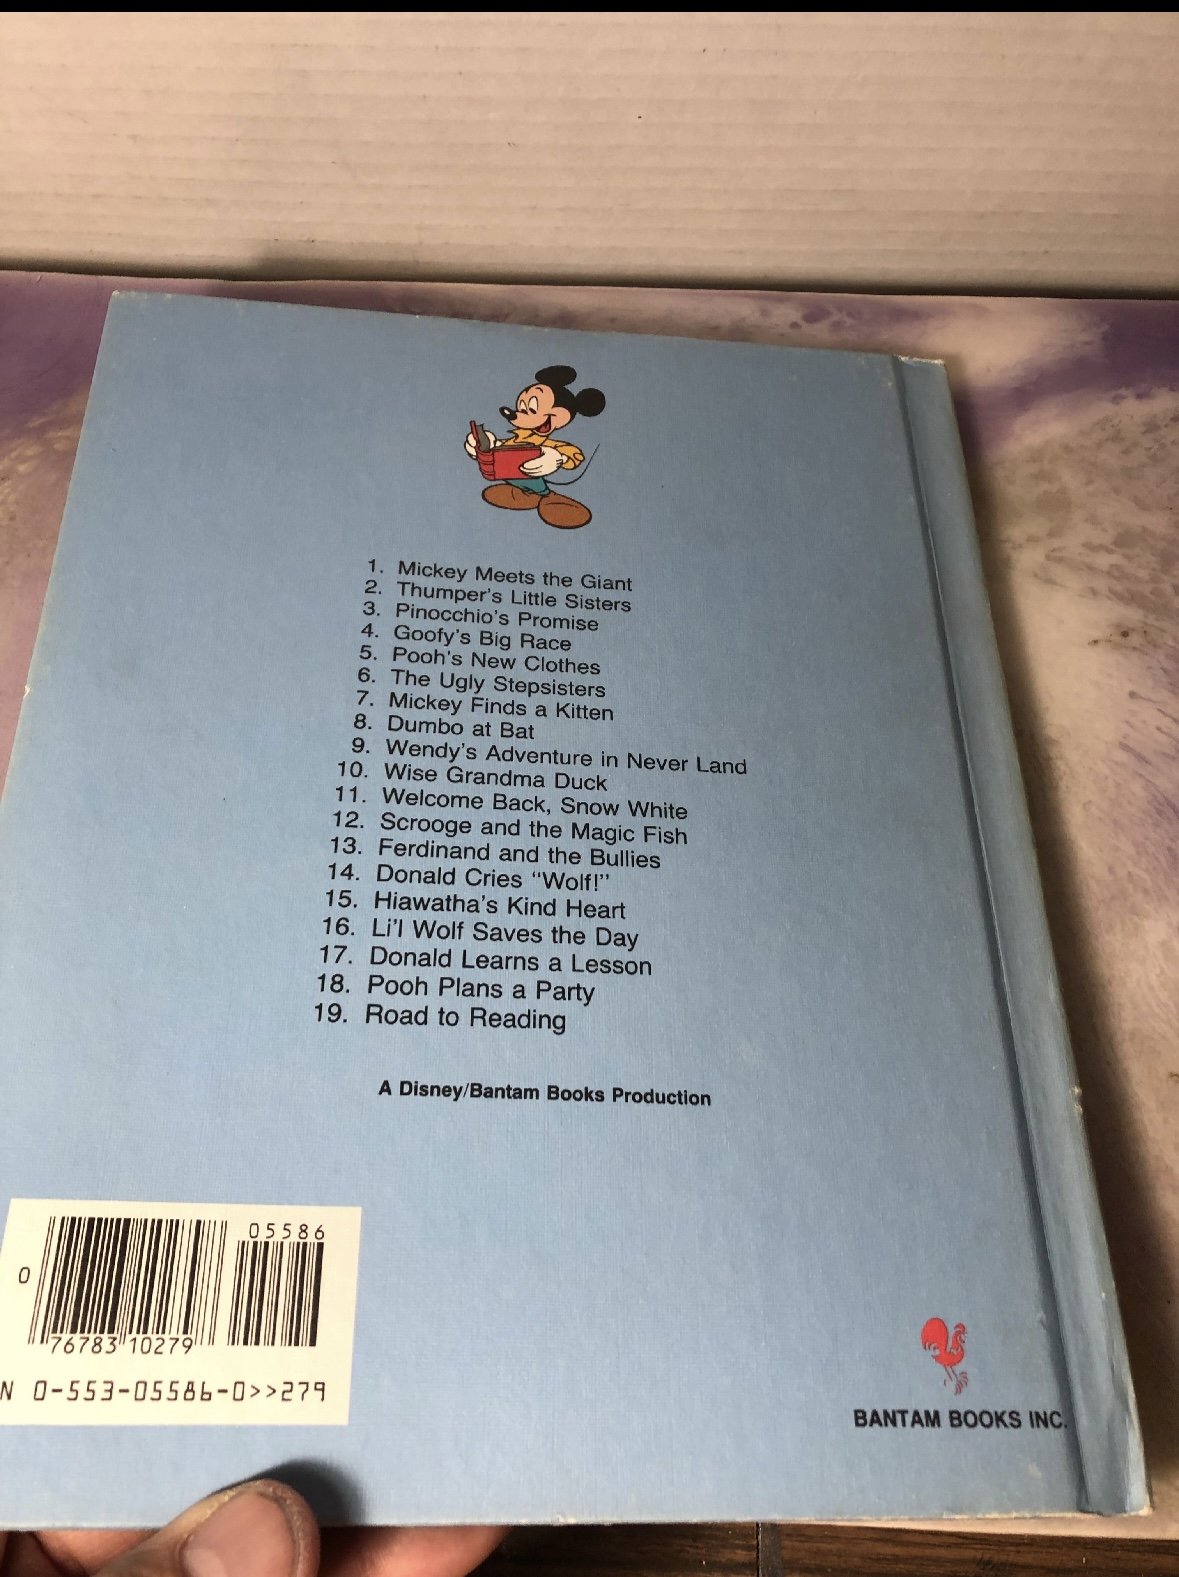 1. Mickey Meets the Giant
2. Thumper's Little Sisters
3. Pinocchio's Promise
4. Goofy's Big Race
5. Pooh's New Clothes
6. The Ugly Stepsisters
7. Mickey Finds a Kitten
8. Dumbo at Bat
9. Wendy's Adventure in Never Land
10. Wise Grandma Duck
11. Welcome Back, Snow White
12. Scrooge and the Magic Fish
13. Ferdinand and the Bullies
14. Donald Cries "Wolf!"
15. Hiawatha's Kind Heart
16. Li'l Wolf Saves the Day
17. Donald Learns a Lesson
18. Pooh Plans a Party
19. Road to Reading
A Disney/Bantam Books Production
05586
0 76783 10279
N 0-553-05586-0>>279
BANTAM BOOKS INC.